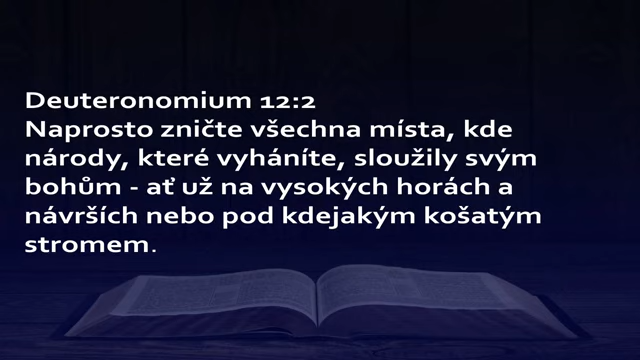 Deuteronomium 12:2
Naprosto zničte všechna místa, kde
národy, které vyháníte, sloužily svým
bohům - ať už na vysokých horách a
návrších nebo pod kdejakým košatým
stromem.